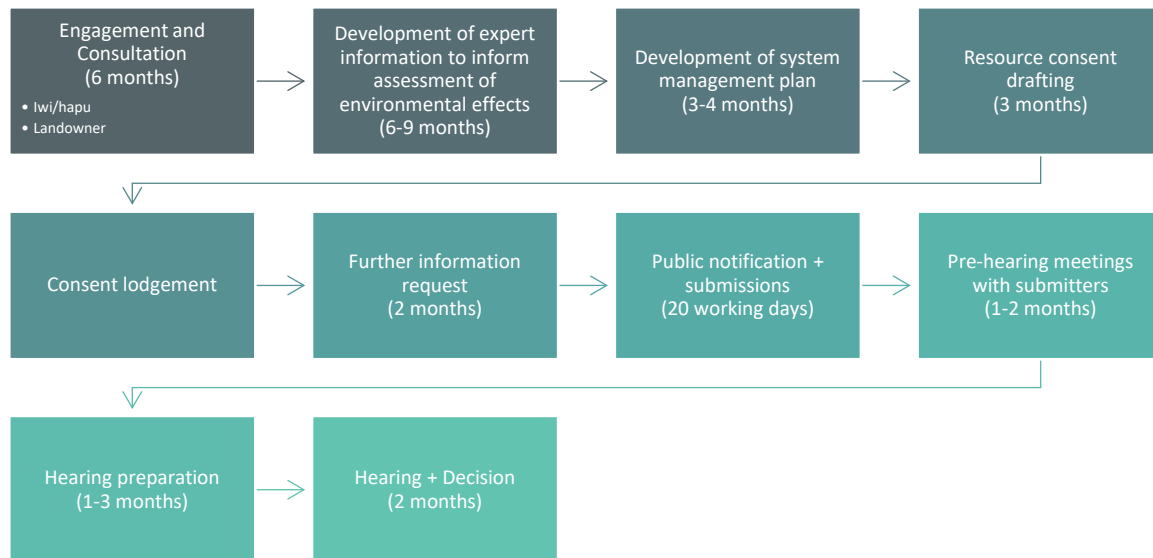 Engagement and
Consultation
(6 months)
• Iwi/hapu
• Landowner
Development of expert
information to inform
assessment of
environmental effects
(6-9 months)
Development of system
management plan
(3-4 months)
Resource consent
drafting
(3 months)
Consent lodgement
Further information
request
(2 months)
Public notification +
submissions
(20 working days)
Pre-hearing meetings
with submitters
(1-2 months)
Hearing preparation
(1-3 months)
Hearing + Decision
(2 months)